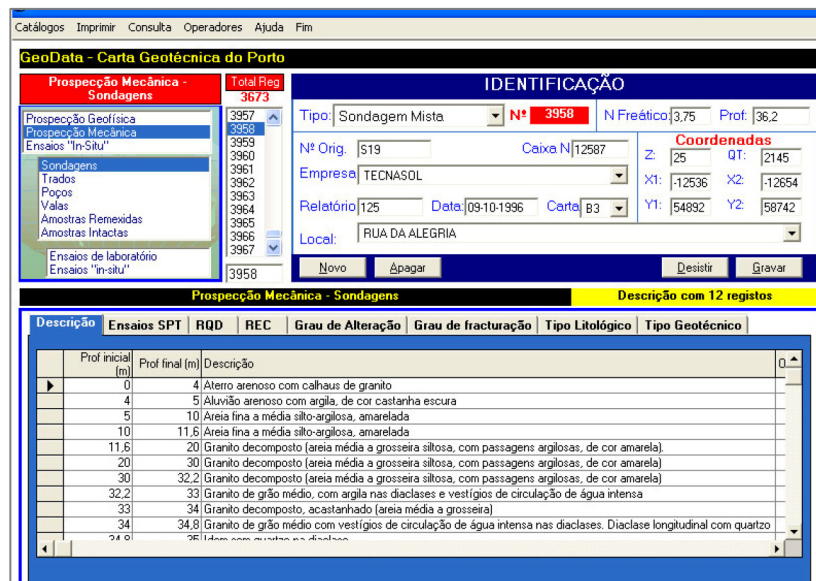 Catálogos Imprimir Consulta Operadores Ajuda Fim
GeoData - Carta Geotécnica do Porto
Prospecção Mecânica -
Sondagens
Total Reg
3673
IDENTIFICAÇÃO
Prospecção Geofísica
Prospecção Mecânica
Ensaios "In-Situ"
Sondagens
Trados
Poços
Valas
Amostras Remexidas
Amostras Intactas
Ensaios de laboratório
Ensaios "in-situ"
3957
3958
3959
3960
3961
3962
3963
3964
3965
3966
3967
3958
Tipo: Sondagem Mista Nº 3958 N Freático: 3,75 Prof: 36,2
Nº Orig. S19 Caixa N 12587
Empresa TECNASOL
Relatório 125 Data: 09-10-1996 Carta B3
Local: RUA DA ALEGRIA
Coordenadas
Z: 25 QT: 2145
X1: -12536 X2: -12654
Y1: 54892 Y2: 58742
Novo Apagar Desistir Gravar
Prospecção Mecânica - Sondagens Descrição com 12 registos
Descrição Ensaios SPT RQD REC Grau de Alteração Grau de fracturação Tipo Litológico Tipo Geotécnico
Prof inicial (m) Prof final (m) Descrição
0 4 Aterro arenoso com calhaus de granito
4 5 Aluvião arenoso com argila, de cor castanha escura
5 10 Areia fina a média silto-argilosa, amarelada
10 11,6 Areia fina a média silto-argilosa, amarelada
11,6 20 Granito decomposto (areia média a grosseira siltosa, com passagens argilosas, de cor amarela).
20 30 Granito decomposto (areia média a grosseira siltosa, com passagens argilosas, de cor amarela)
30 32,2 Granito decomposto (areia média a grosseira siltosa, com passagens argilosas, de cor amarela)
32,2 33 Granito de grão médio, com argila nas diaclases e vestígios de circulação de água intensa
33 34 Granito decomposto, acastanhado (areia média a grosseira)
34 34,8 Granito de grão médio com vestígios de circulação de água intensa nas diaclases. Diaclase longitudinal com quartzo
34,8 35 Idem com quartzo na diaclase